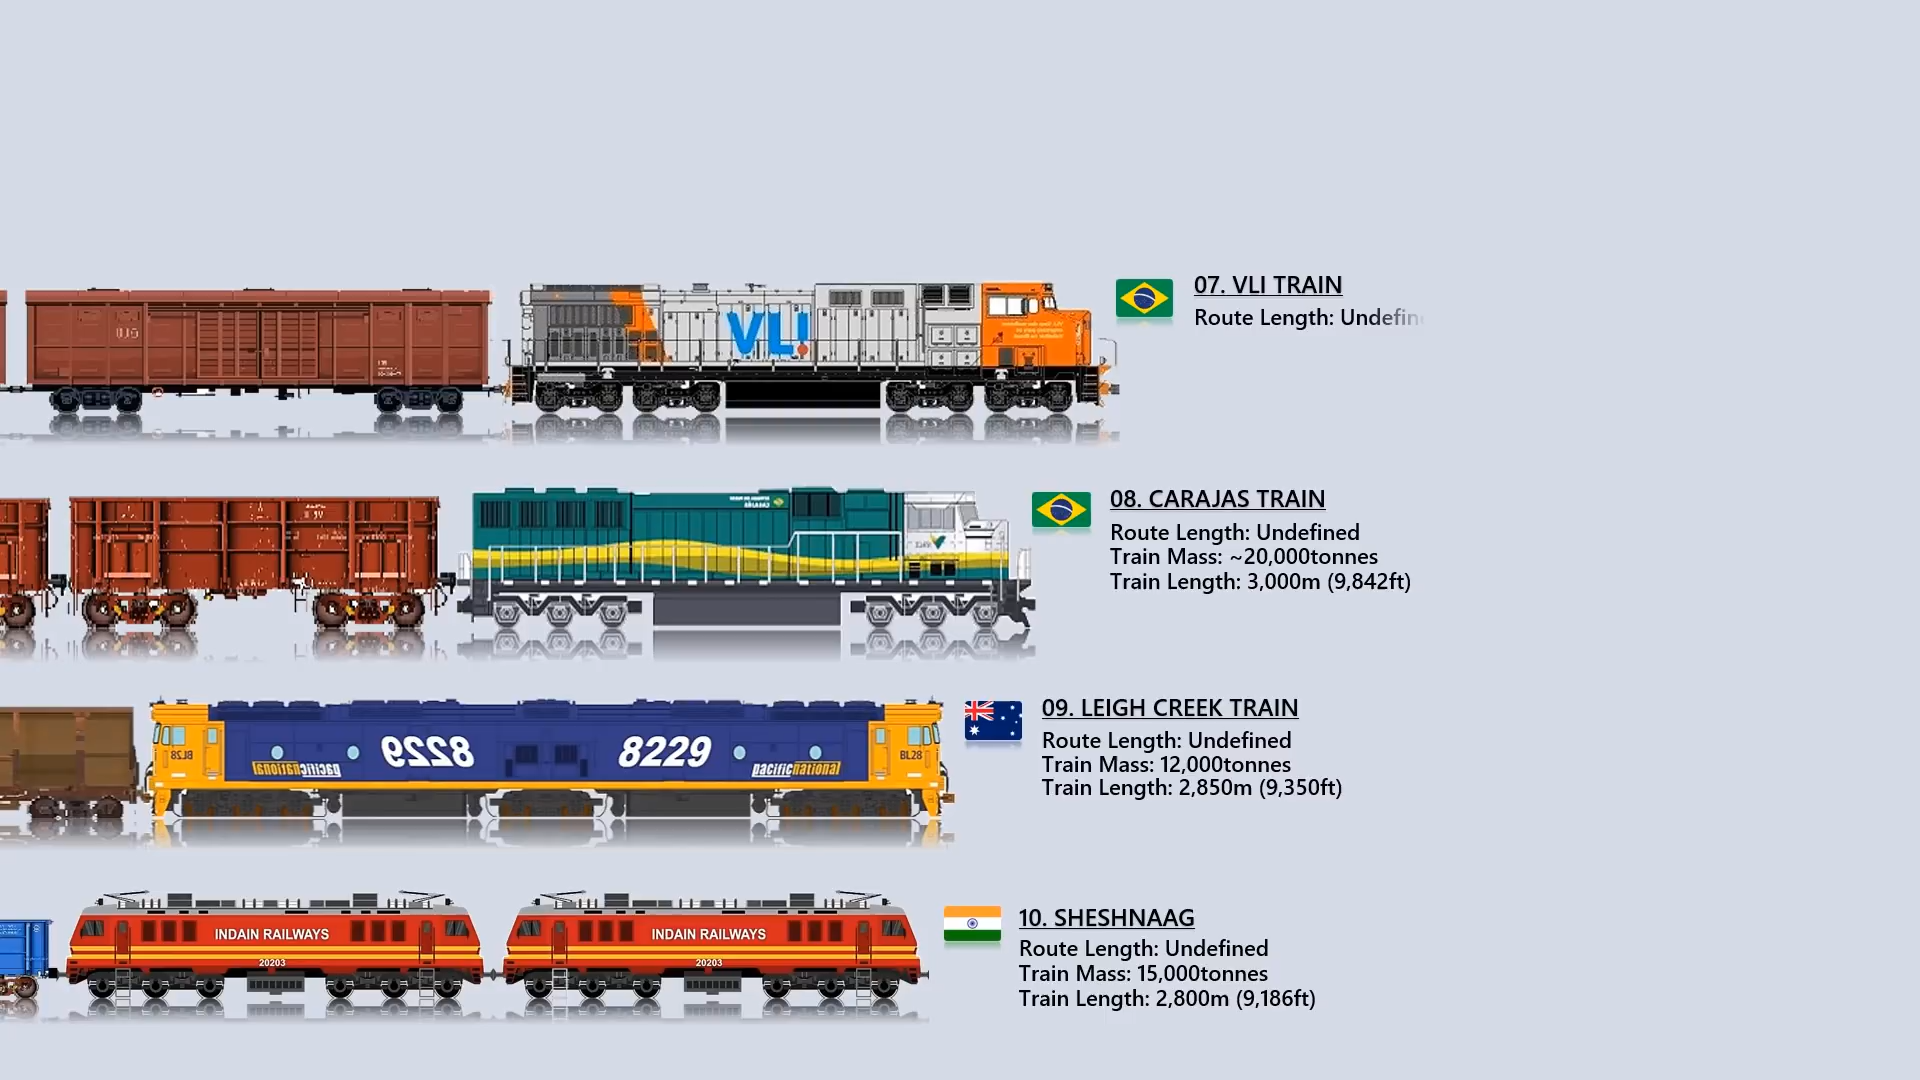 07. VLI TRAIN
Route Length: Undefin
VL!
08. CARAJAS TRAIN
Route Length: Undefined
Train Mass: ~20,000tonnes
Train Length: 3,000m (9,842ft)
09. LEIGH CREEK TRAIN
Route Length: Undefined
Train Mass: 12,000tonnes
Train Length: 2,850m (9,350ft)
BL28
8229
8229
BL28
pacificnational
pacificnational
10. SHESHNAAG
Route Length: Undefined
Train Mass: 15,000tonnes
Train Length: 2,800m (9,186ft)
INDAIN RAILWAYS
20203
INDAIN RAILWAYS
20203